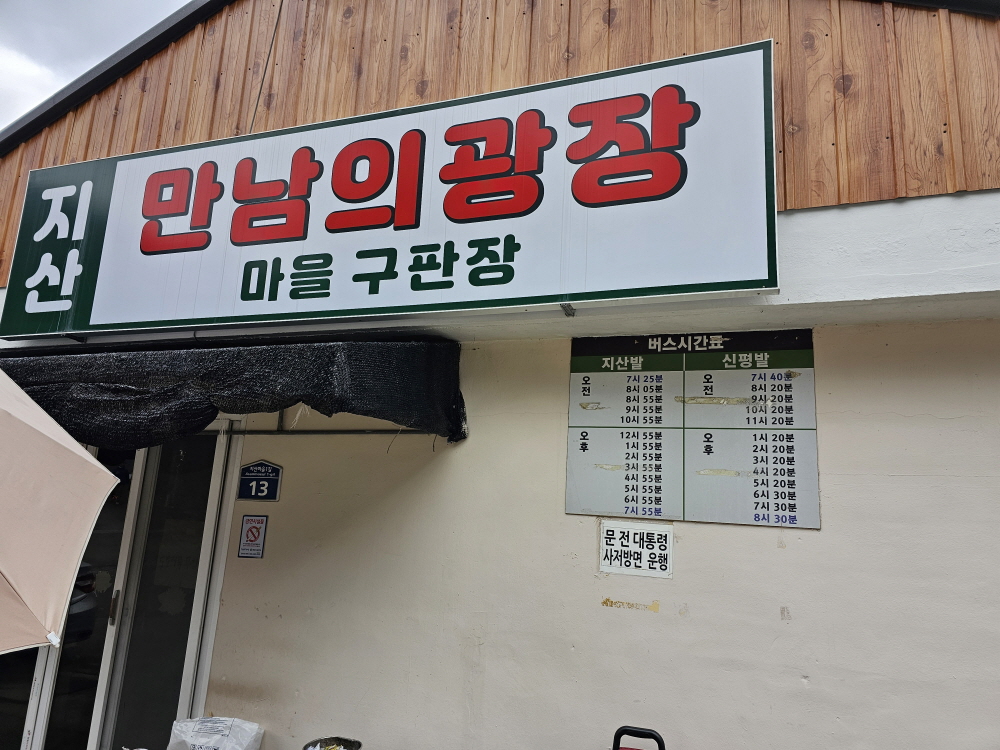 지산
만남의광장
마을 구판장
버스시간표
지산발
오전
7시 25분
8시 05분
8시 55분
9시 55분
10시 55분
오후
12시 55분
1시 55분
2시 55분
3시 55분
4시 55분
5시 55분
6시 55분
7시 55분
신평발
오전
7시 40분
8시 20분
9시 20분
10시 20분
11시 20분
오후
1시 20분
2시 20분
3시 20분
4시 20분
5시 20분
6시 30분
7시 30분
8시 30분
문 전 대통령
사저방면 운행
13